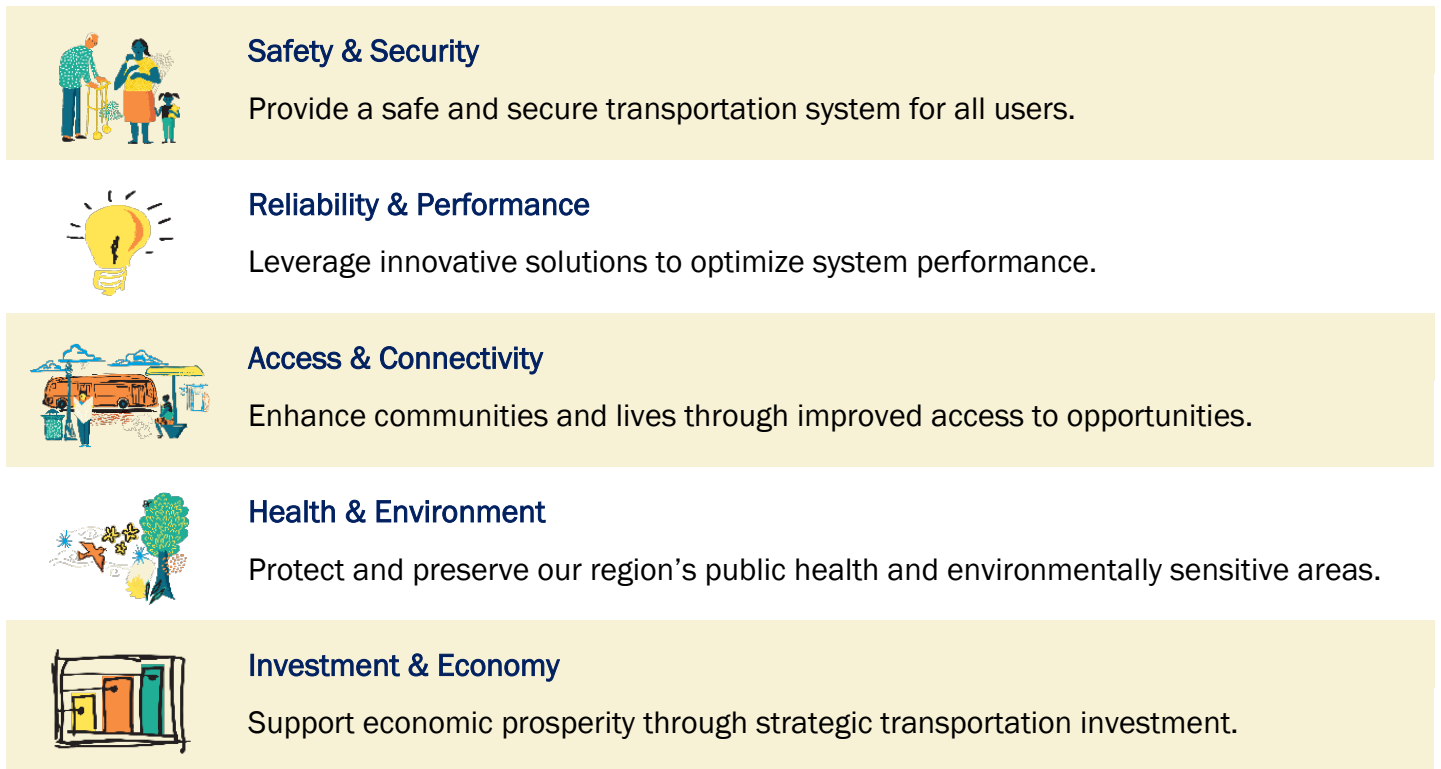 Safety & Security
Provide a safe and secure transportation system for all users.
Reliability & Performance
Leverage innovative solutions to optimize system performance.
Access & Connectivity
Enhance communities and lives through improved access to opportunities.
Health & Environment
Protect and preserve our region’s public health and environmentally sensitive areas.
Investment & Economy
Support economic prosperity through strategic transportation investment.